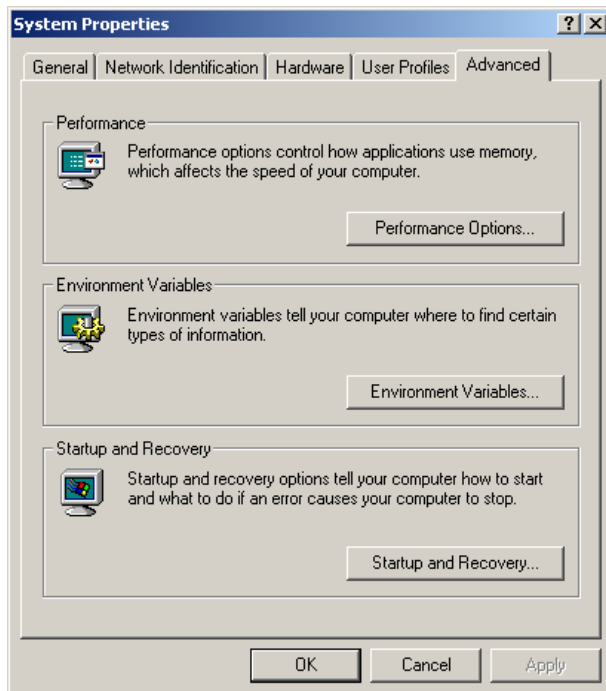 System Properties
General
Network Identification
Hardware
User Profiles
Advanced
Performance
Performance options control how applications use memory,
which affects the speed of your computer.
Performance Options...
Environment Variables
Environment variables tell your computer where to find certain
types of information.
Environment Variables...
Startup and Recovery
Startup and recovery options tell your computer how to start
and what to do if an error causes your computer to stop.
Startup and Recovery...
OK
Cancel
Apply